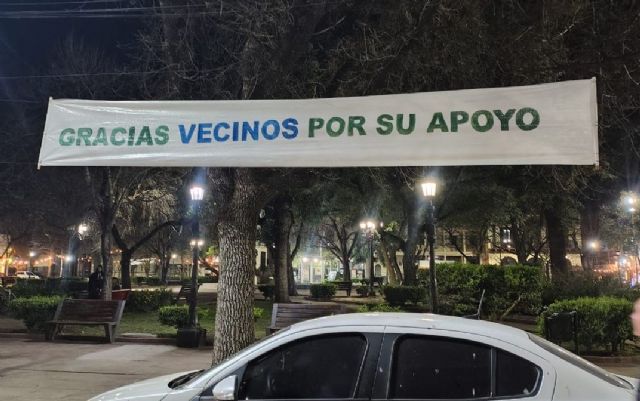 GRACIAS VECINOS POR SU APOYO